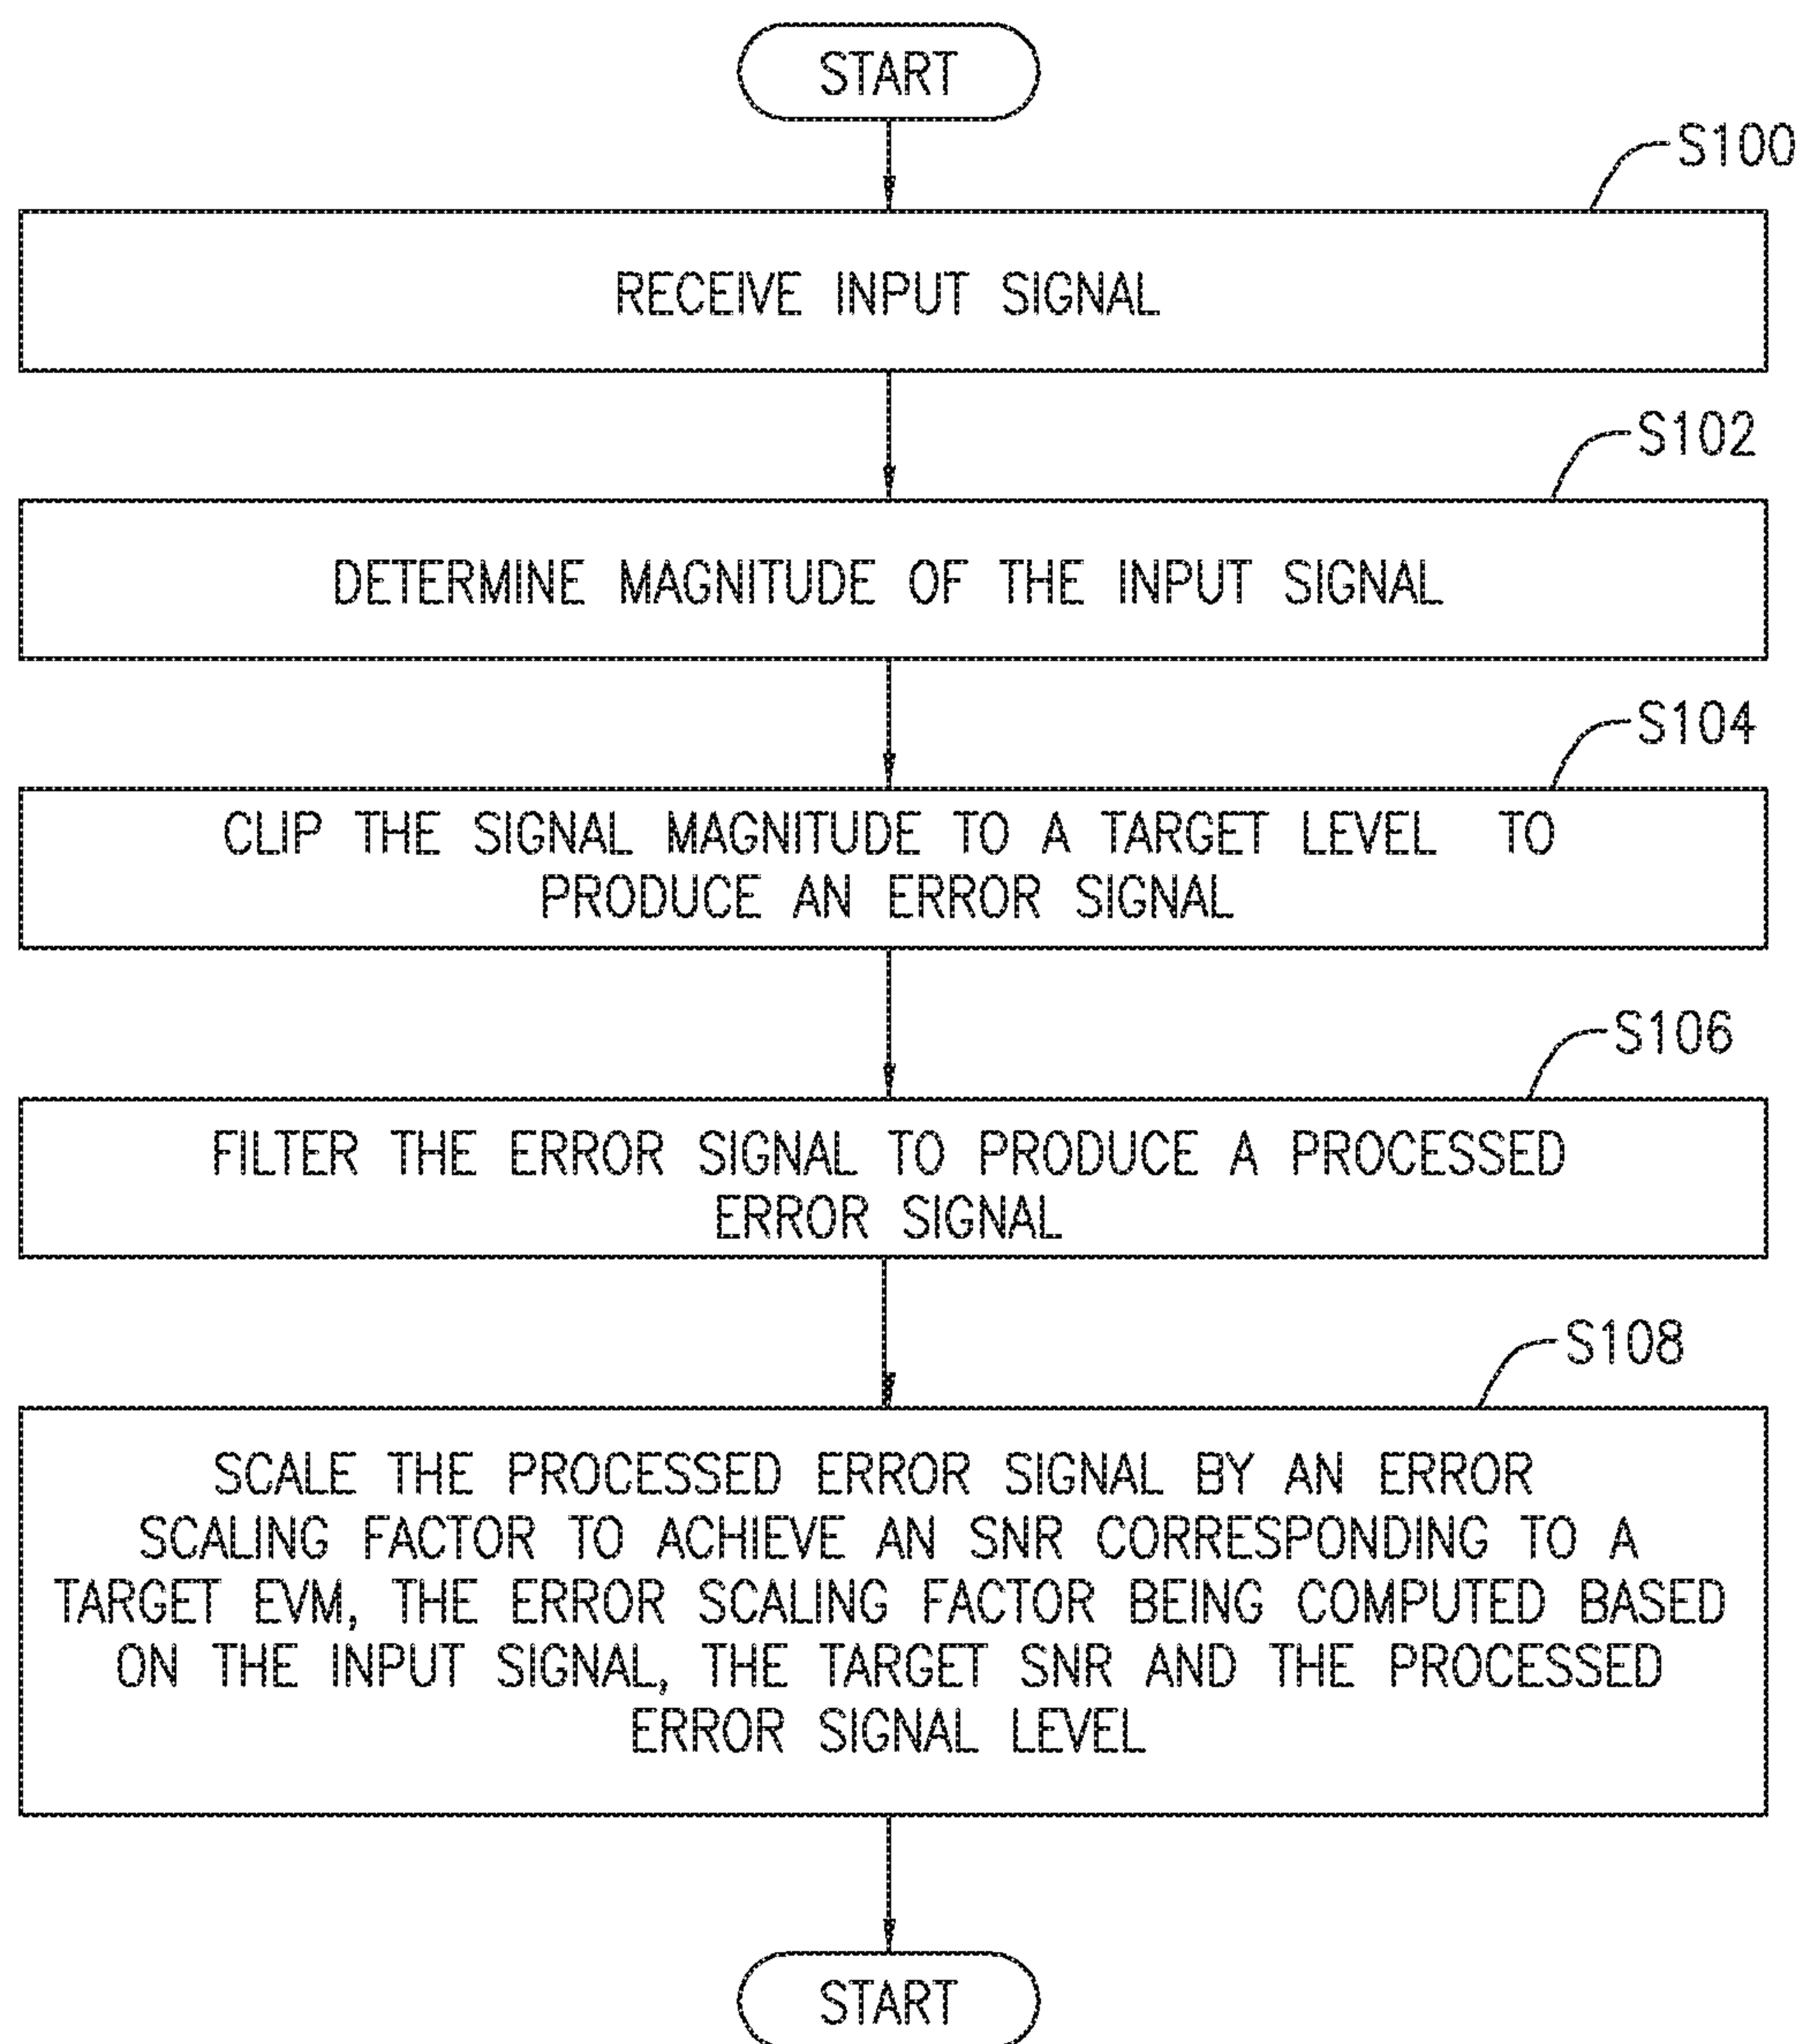 START
S100
RECEIVE INPUT SIGNAL
S102
DETERMINE MAGNITUDE OF THE INPUT SIGNAL
S104
CLIP THE SIGNAL MAGNITUDE TO A TARGET LEVEL TO
PRODUCE AN ERROR SIGNAL
S106
FILTER THE ERROR SIGNAL TO PRODUCE A PROCESSED
ERROR SIGNAL
S108
SCALE THE PROCESSED ERROR SIGNAL BY AN ERROR
SCALING FACTOR TO ACHIEVE AN SNR CORRESPONDING TO A
TARGET EVM, THE ERROR SCALING FACTOR BEING COMPUTED BASED
ON THE INPUT SIGNAL, THE TARGET SNR AND THE PROCESSED
ERROR SIGNAL LEVEL
START